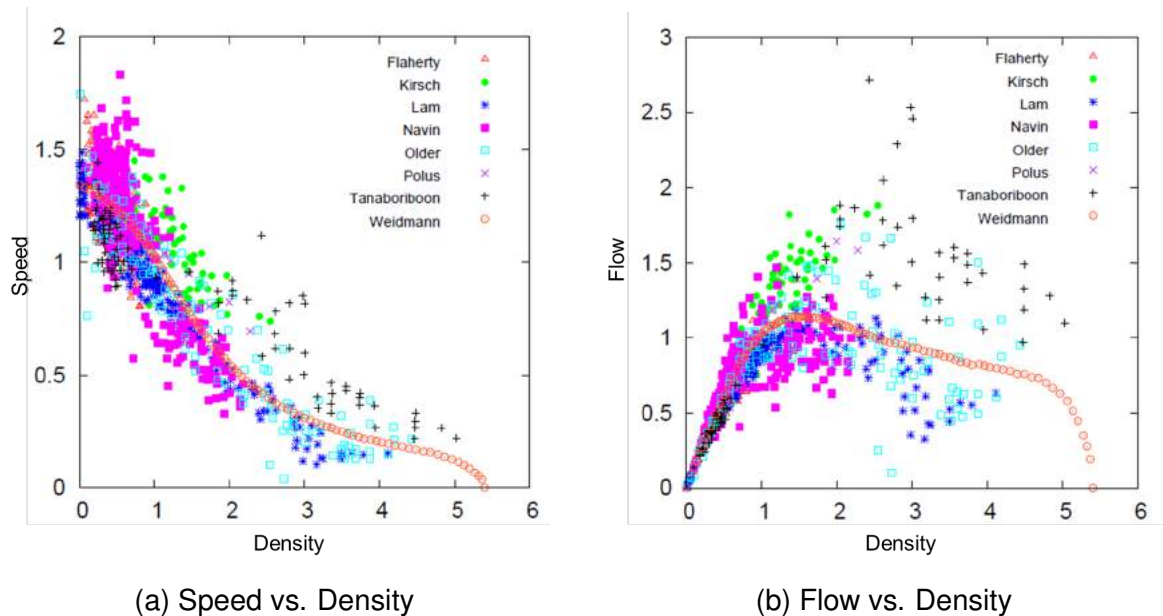 2
1.5
1
0.5
0
0 1 2 3 4 5 6
Speed
Density
Flaherty
Kirsch
Lam
Navin
Older
Polus
Tanaboriboon
Weidmann
(a) Speed vs. Density
3
2.5
2
1.5
1
0.5
0
0 1 2 3 4 5 6
Flow
Density
Flaherty
Kirsch
Lam
Navin
Older
Polus
Tanaboriboon
Weidmann
(b) Flow vs. Density